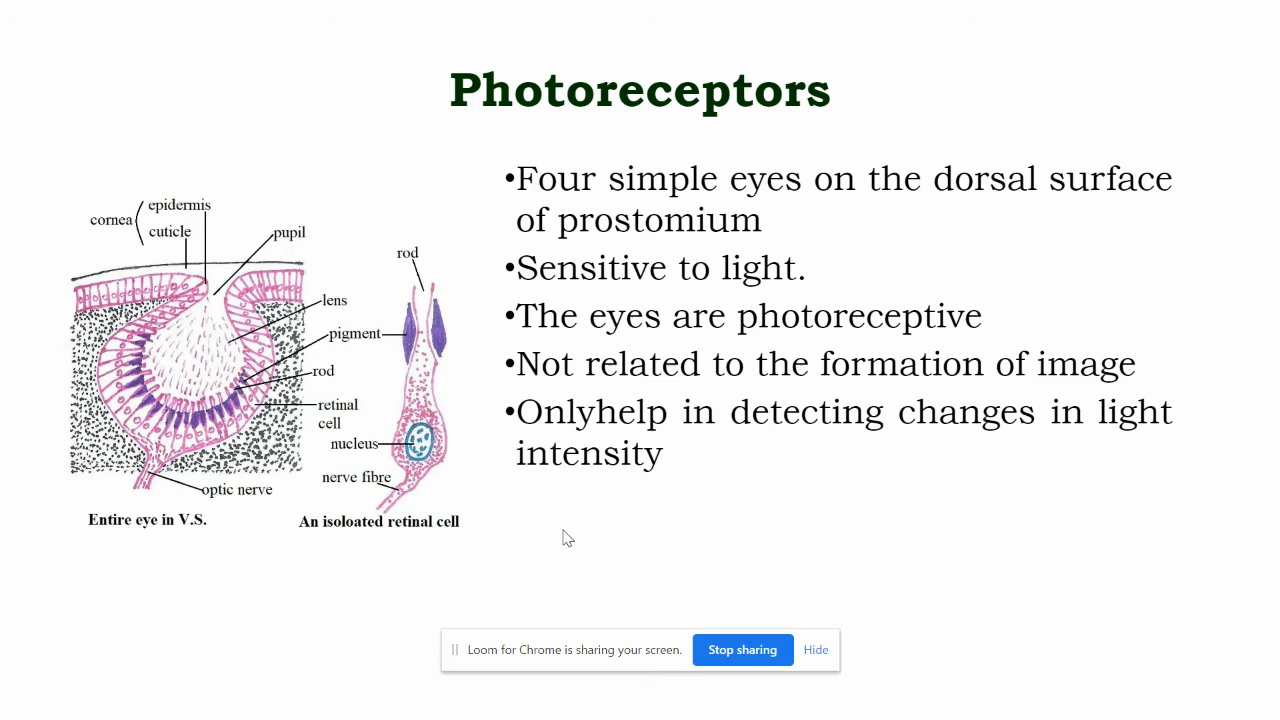 Photoreceptors
cornea
epidermis
cuticle
pupil
lens
pigment
rod
retinal
cell
nucleus
nerve fibre
optic nerve
rod
Entire eye in V.S.
An isoloated retinal cell
•Four simple eyes on the dorsal surface
of prostomium
•Sensitive to light.
•The eyes are photoreceptive
•Not related to the formation of image
•Onlyhelp in detecting changes in light
intensity
Loom for Chrome is sharing your screen.
Stop sharing
Hide